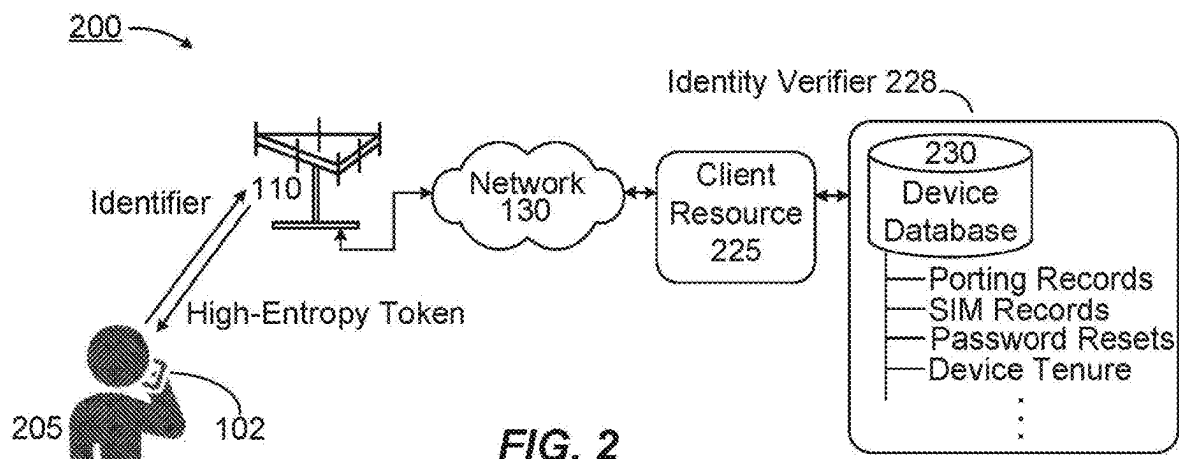 200
Identity Verifier 228
110
Identifier
Network
130
Client
Resource
225
230
Device
Database
High-Entropy Token
Porting Records
SIM Records
Password Resets
Device Tenure
205
102
FIG. 2